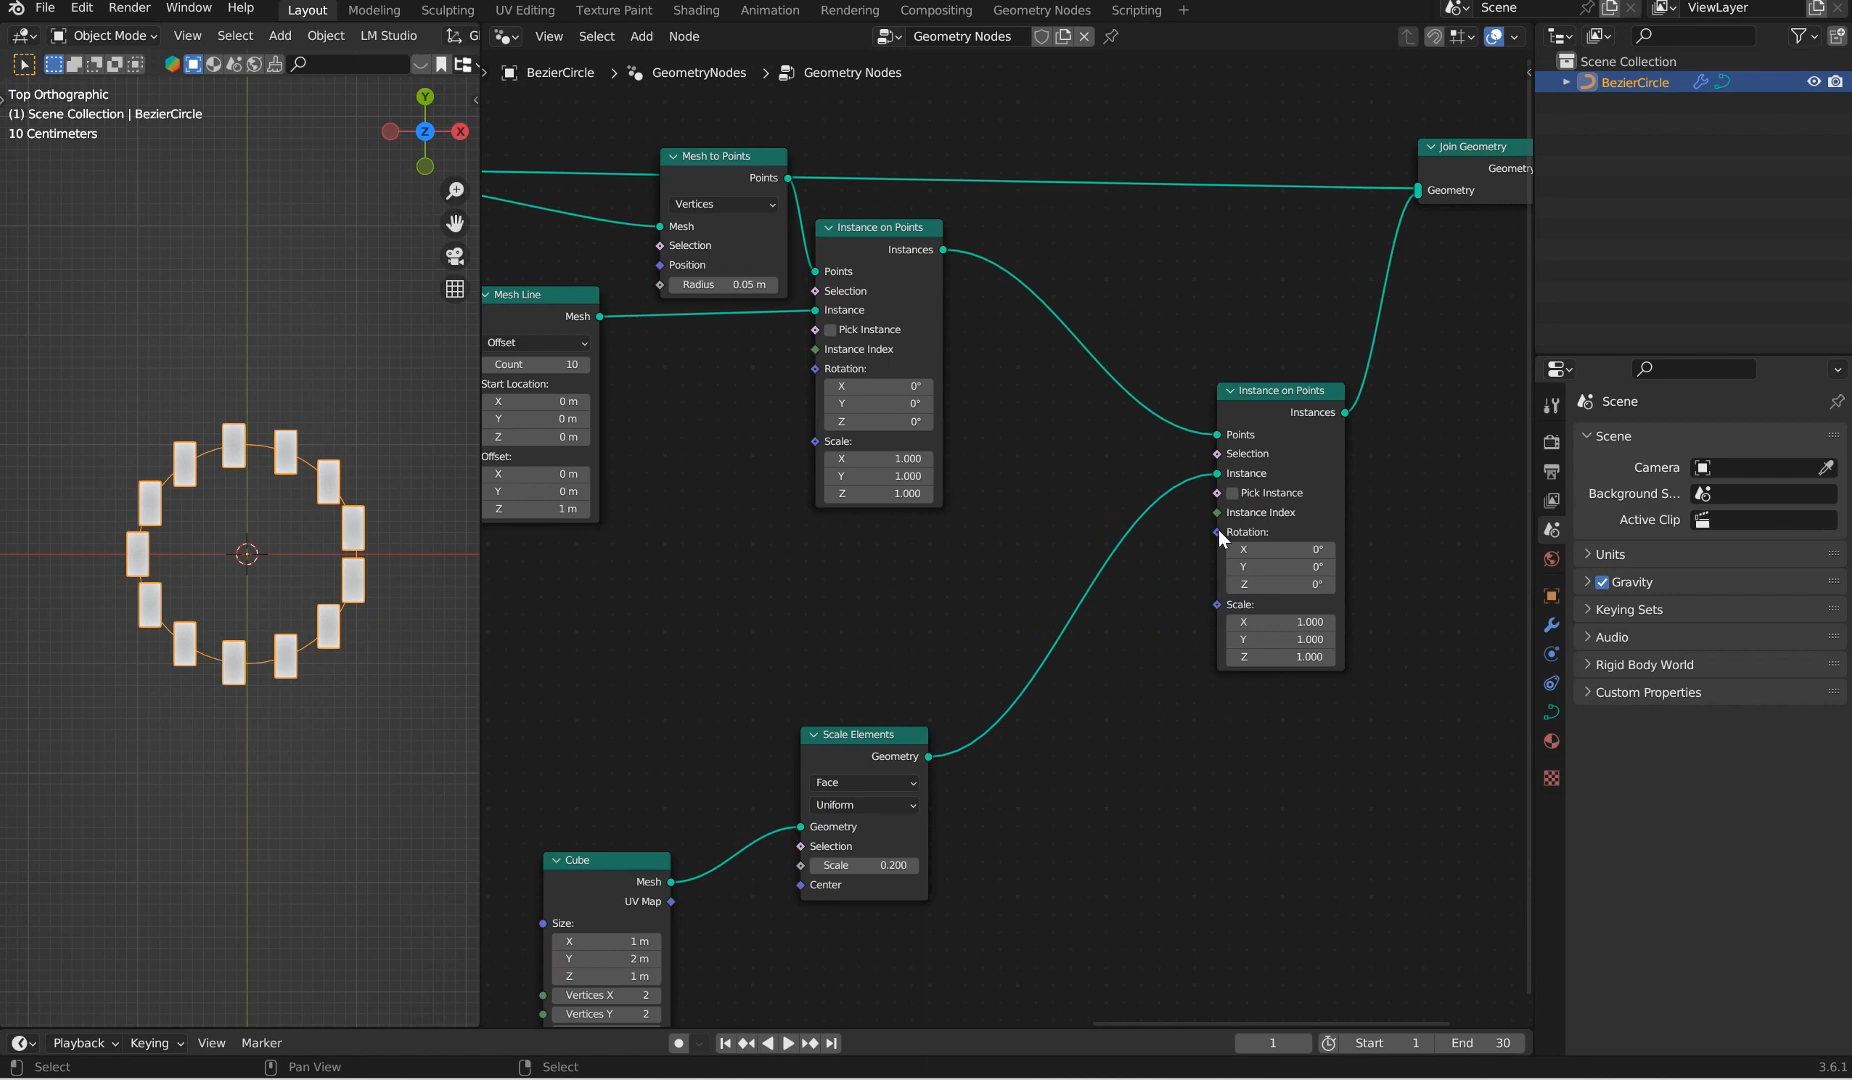 File Edit Render Window Help Layout Modeling Sculpting UV Editing Texture Paint Shading Animation Rendering Compositing Geometry Nodes Scripting + Scene ViewLayer
Object Mode View Select Add Object LM Studio Gl
View Select Add Node Geometry Nodes
BezierCircle > GeometryNodes > Geometry Nodes
Top Orthographic
(1) Scene Collection | BezierCircle
10 Centimeters
Y
Z
X
Mesh to Points
Points
Vertices
Mesh
Selection
Position
Radius 0.05 m
Mesh Line
Mesh
Offset
Count 10
Start Location:
X 0 m
Y 0 m
Z 0 m
Offset:
X 0 m
Y 0 m
Z 1 m
Instance on Points
Instances
Points
Selection
Instance
Pick Instance
Instance Index
Rotation:
X 0°
Y 0°
Z 0°
Scale:
X 1.000
Y 1.000
Z 1.000
Instance on Points
Instances
Points
Selection
Instance
Pick Instance
Instance Index
Rotation:
X 0°
Y 0°
Z 0°
Scale:
X 1.000
Y 1.000
Z 1.000
Join Geometry
Geometry
Geometry
Scale Elements
Geometry
Face
Uniform
Geometry
Selection
Scale 0.200
Center
Cube
Mesh
UV Map
Size:
X 1 m
Y 2 m
Z 1 m
Vertices X 2
Vertices Y 2
Scene Collection
BezierCircle
Scene
Scene
Camera
Background S...
Active Clip
Units
Gravity
Keying Sets
Audio
Rigid Body World
Custom Properties
Playback Keying View Marker 1 Start 1 End 30
Select Pan View Select 3.6.1